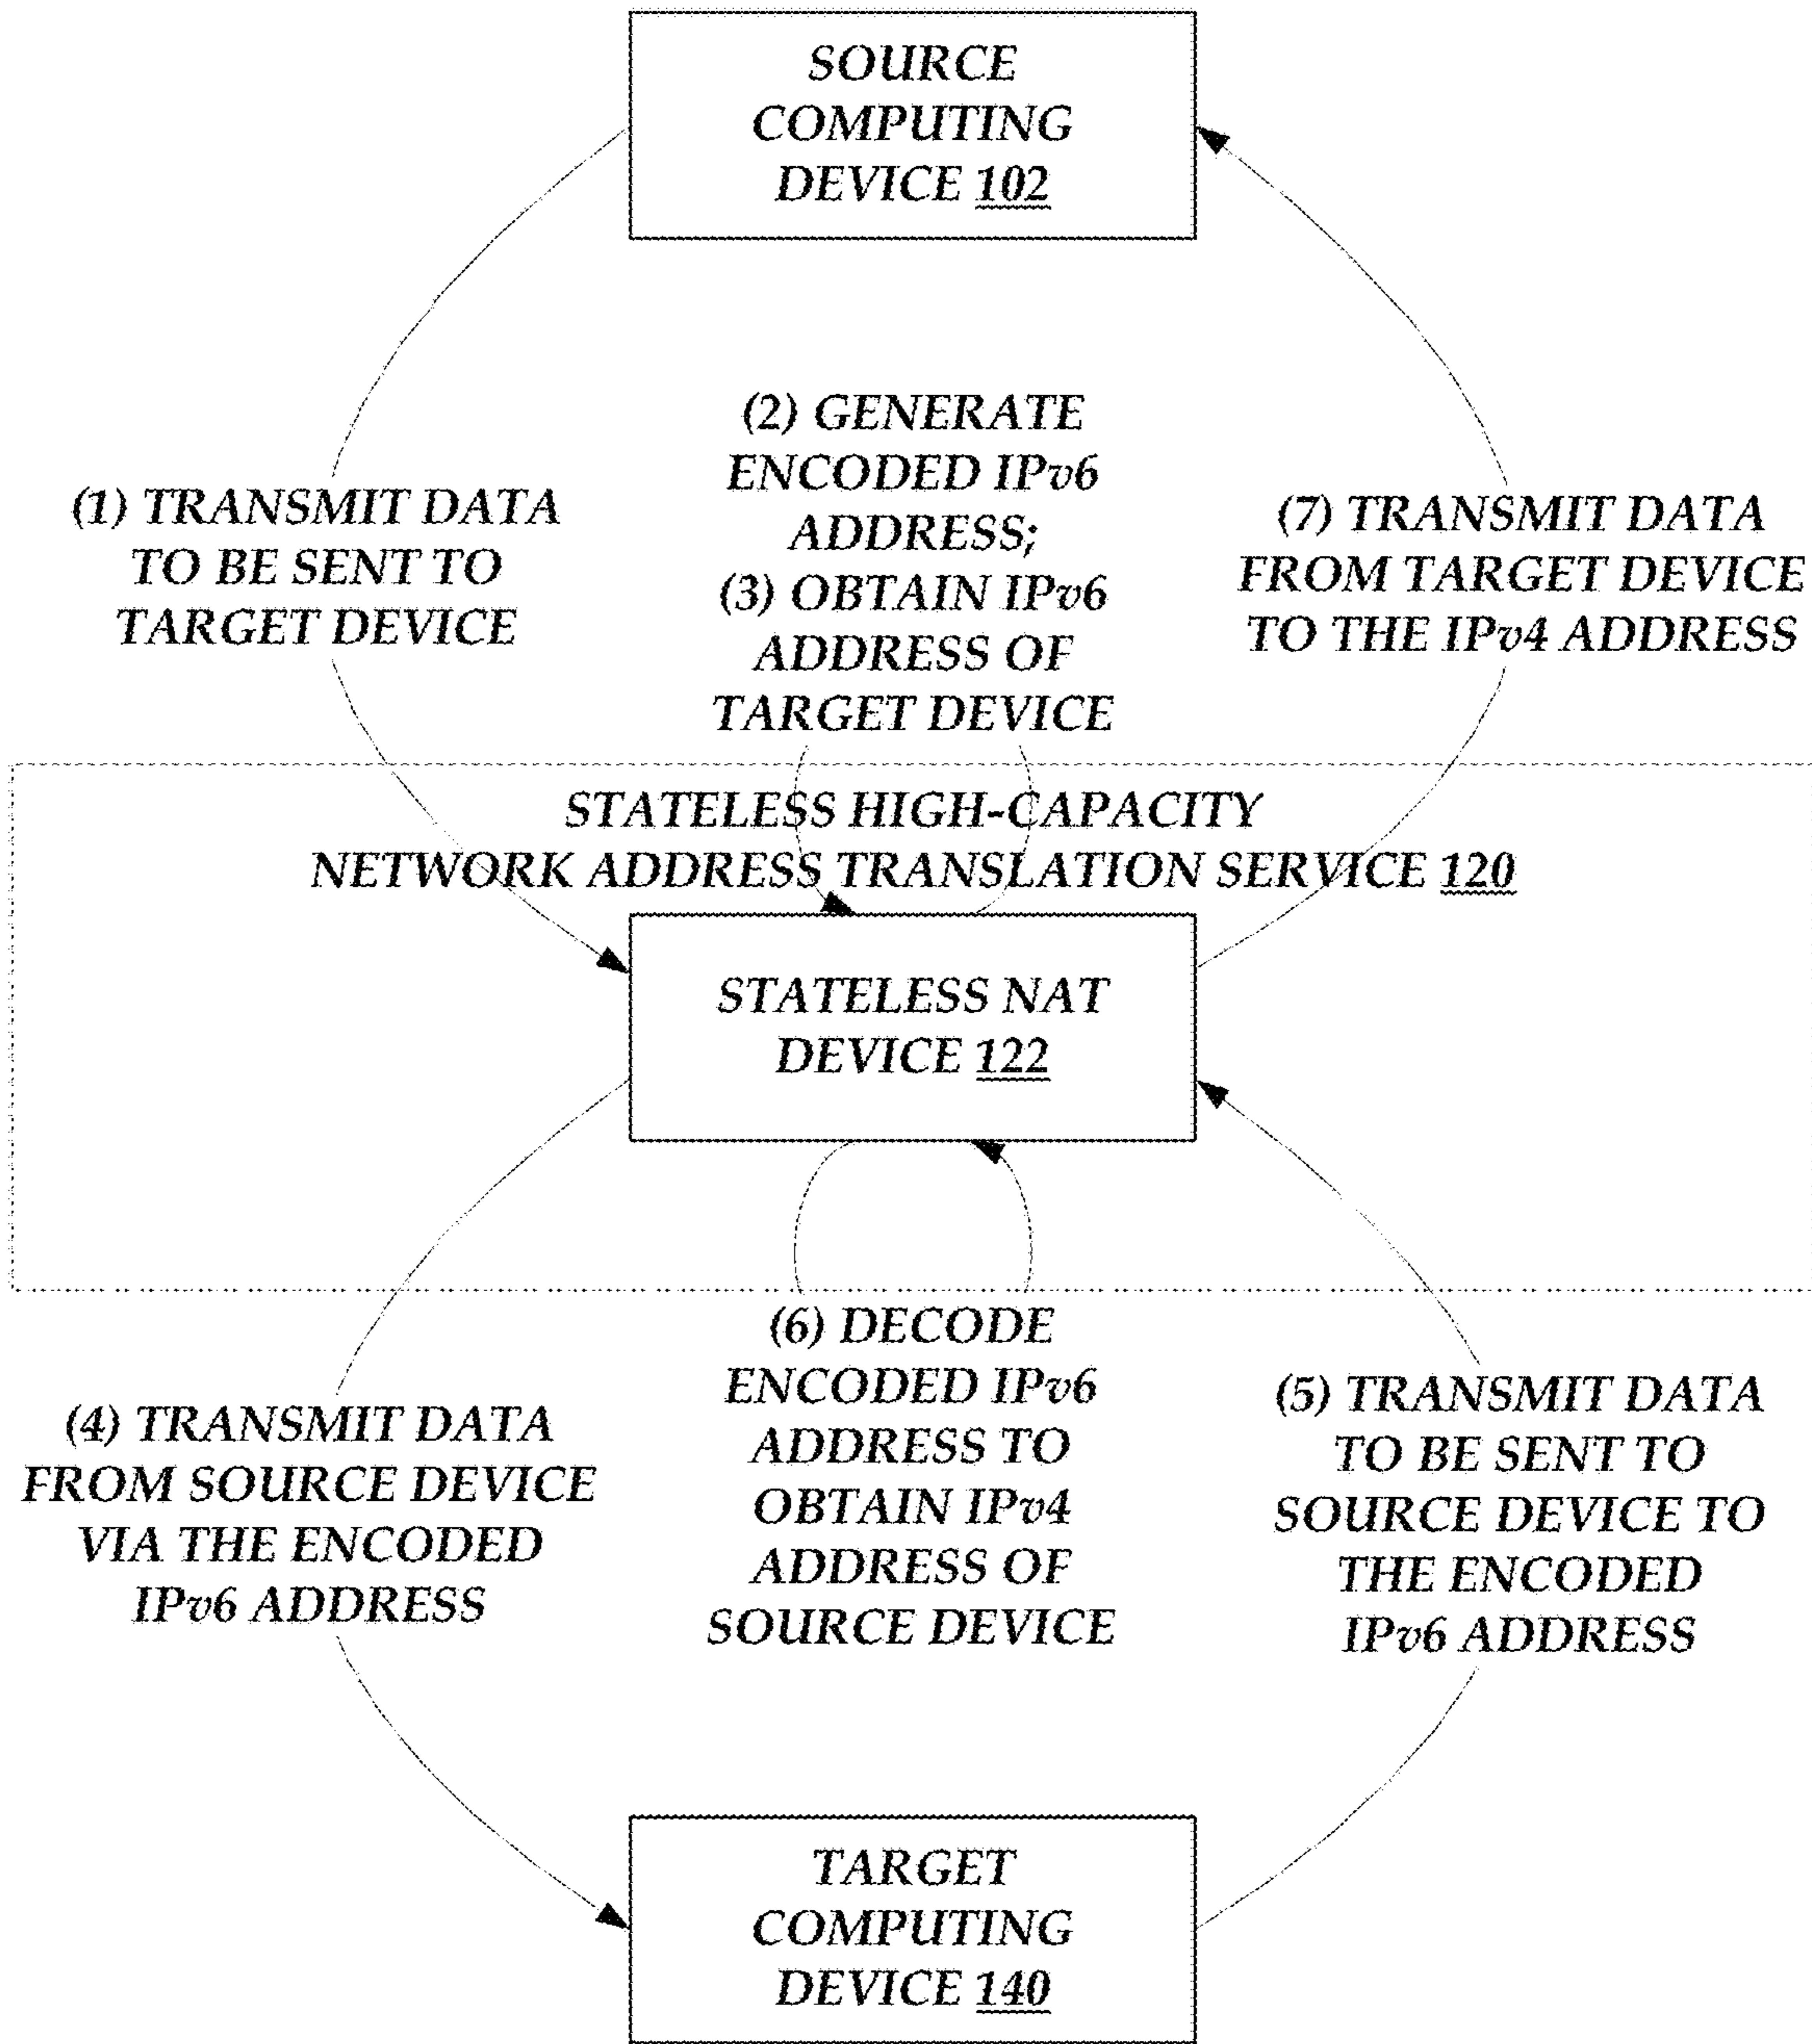 SOURCE
COMPUTING
DEVICE 102
(1) TRANSMIT DATA
TO BE SENT TO
TARGET DEVICE
(2) GENERATE
ENCODED IPv6
ADDRESS;
(3) OBTAIN IPv6
ADDRESS OF
TARGET DEVICE
(7) TRANSMIT DATA
FROM TARGET DEVICE
TO THE IPv4 ADDRESS
STATELESS HIGH-CAPACITY
NETWORK ADDRESS TRANSLATION SERVICE 120
STATELESS NAT
DEVICE 122
(4) TRANSMIT DATA
FROM SOURCE DEVICE
VIA THE ENCODED
IPv6 ADDRESS
(6) DECODE
ENCODED IPv6
ADDRESS TO
OBTAIN IPv4
ADDRESS OF
SOURCE DEVICE
(5) TRANSMIT DATA
TO BE SENT TO
SOURCE DEVICE TO
THE ENCODED
IPv6 ADDRESS
TARGET
COMPUTING
DEVICE 140